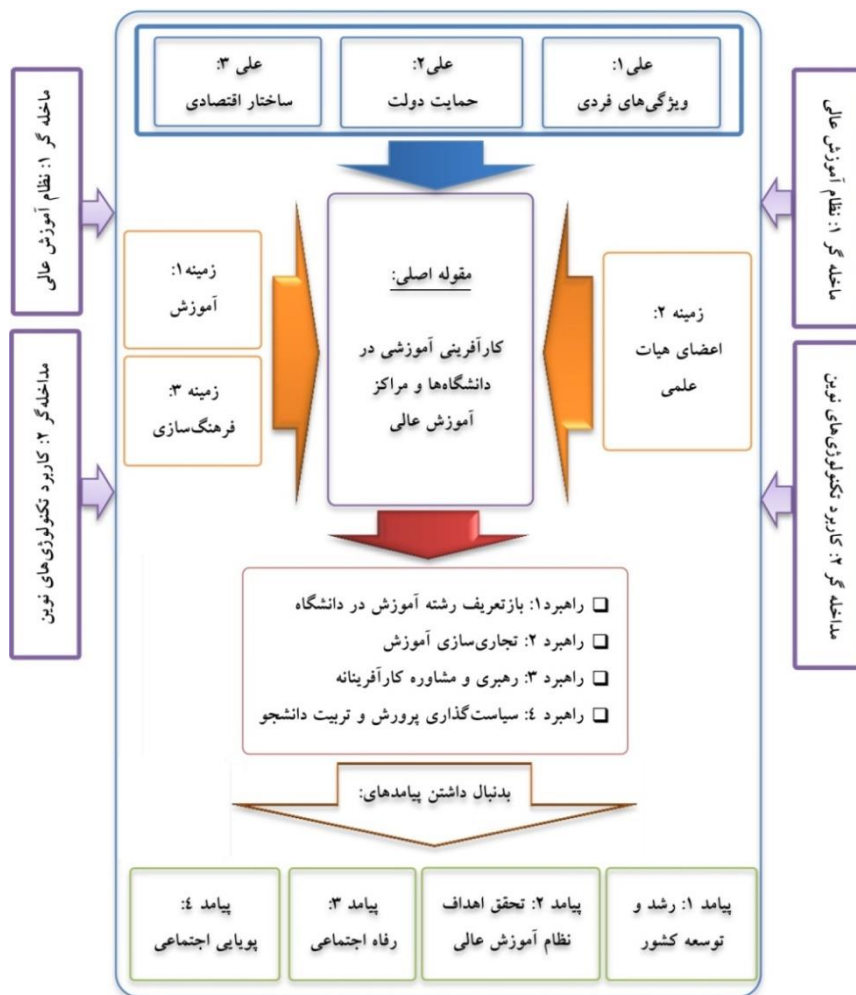 علی۱:
ویژگی‌های فردی
علی۲:
حمایت دولت
علی ۳:
ساختار اقتصادی
ماخله گر ۱: نظام آموزش عالی
مداخله گر ۲: کاربرد تکنولوژی‌های نوین
زمینه ۲:
اعضای هیات
علمی
مقوله اصلی:
کارآفرینی آموزشی در
دانشگاه‌ها و مراکز
آموزش عالی
زمینه۱:
آموزش
زمینه ۳:
فرهنگ‌سازی
ماخله گر ۱: نظام آموزش عالی
مداخله‌گر ۲: کاربرد تکنولوژی‌های نوین
❑ راهبرد۱: بازتعریف رشته آموزش در دانشگاه
❑ راهبرد ۲: تجاری‌سازی آموزش
❑ راهبرد ۳: رهبری و مشاوره کارآفرینانه
❑ راهبرد ٤: سیاست‌گذاری پرورش و تربیت دانشجو
بدنبال داشتن پیامدهای:
پیامد ۱: رشد و
توسعه کشور
پیامد ۲: تحقق اهداف
نظام آموزش عالی
پیامد ۳:
رفاه اجتماعی
پیامد ٤:
پویایی اجتماعی